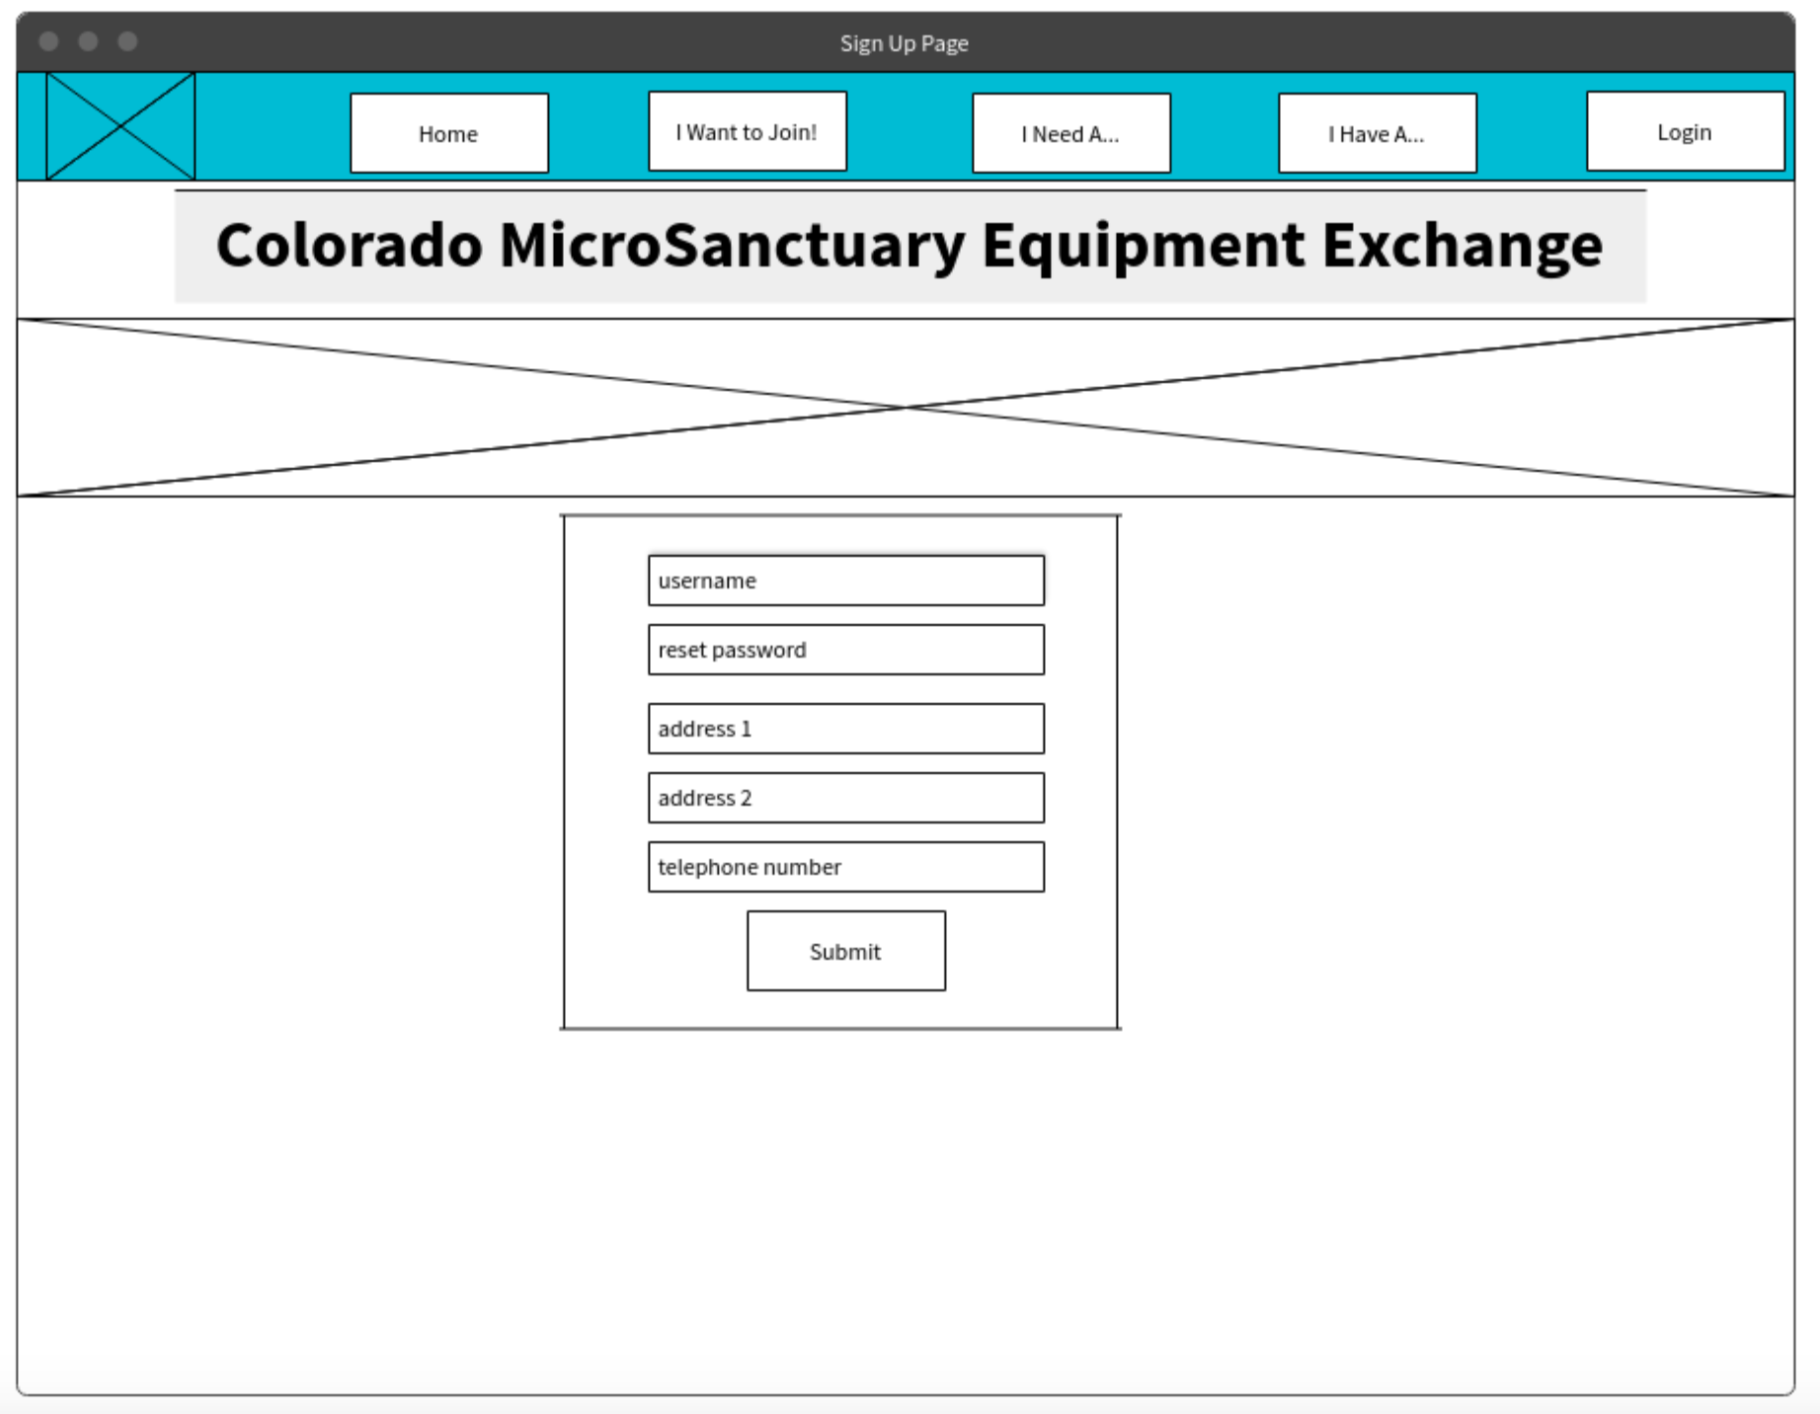 Sign Up Page
Home
I Want to Join!
I Need A...
I Have A...
Login
Colorado MicroSanctuary Equipment Exchange
username
reset password
address 1
address 2
telephone number
Submit